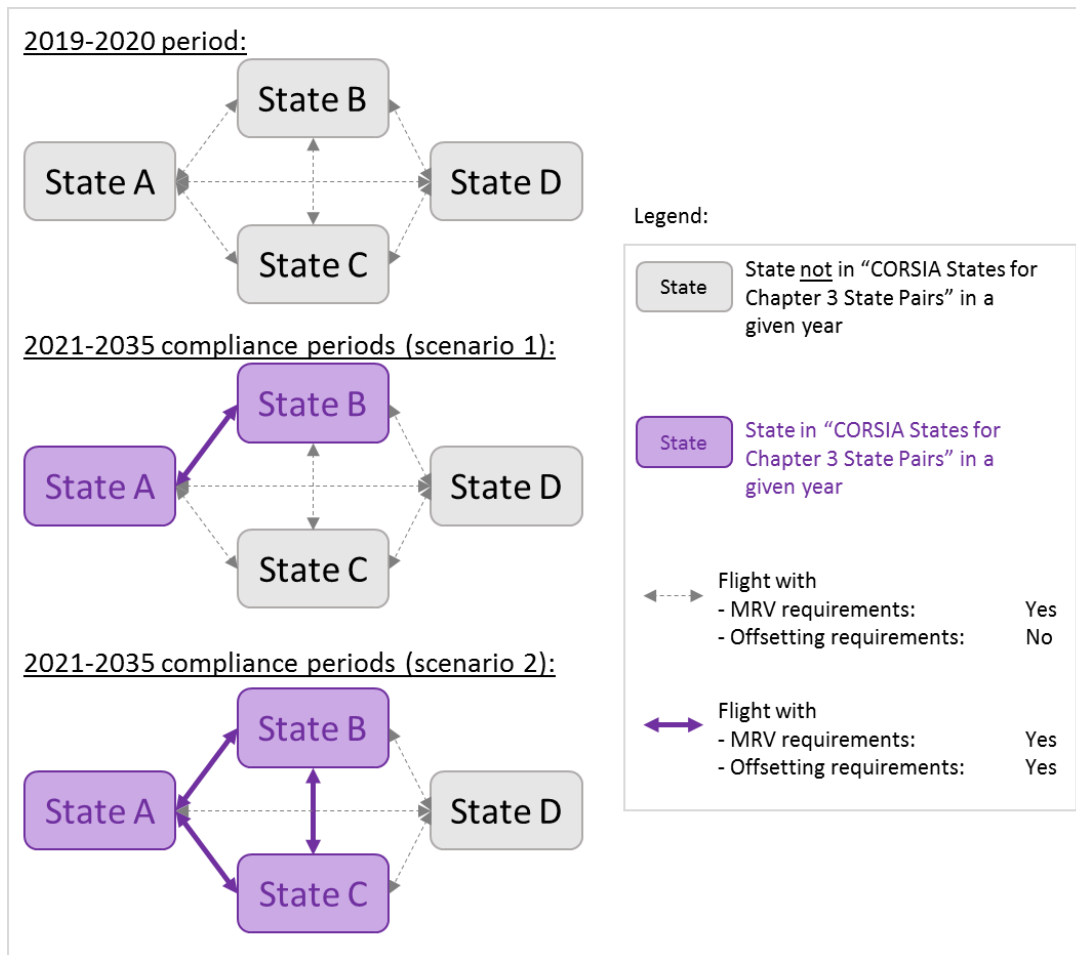 2019-2020 period:
State B
State A
State D
State C
2021-2035 compliance periods (scenario 1):
State B
State A
State D
State C
2021-2035 compliance periods (scenario 2):
State B
State A
State D
State C
Legend:
State
State not in “CORSIA States for
Chapter 3 State Pairs” in a
given year
State
State in “CORSIA States for
Chapter 3 State Pairs” in a
given year
Flight with
- MRV requirements: Yes
- Offsetting requirements: No
Flight with
- MRV requirements: Yes
- Offsetting requirements: Yes